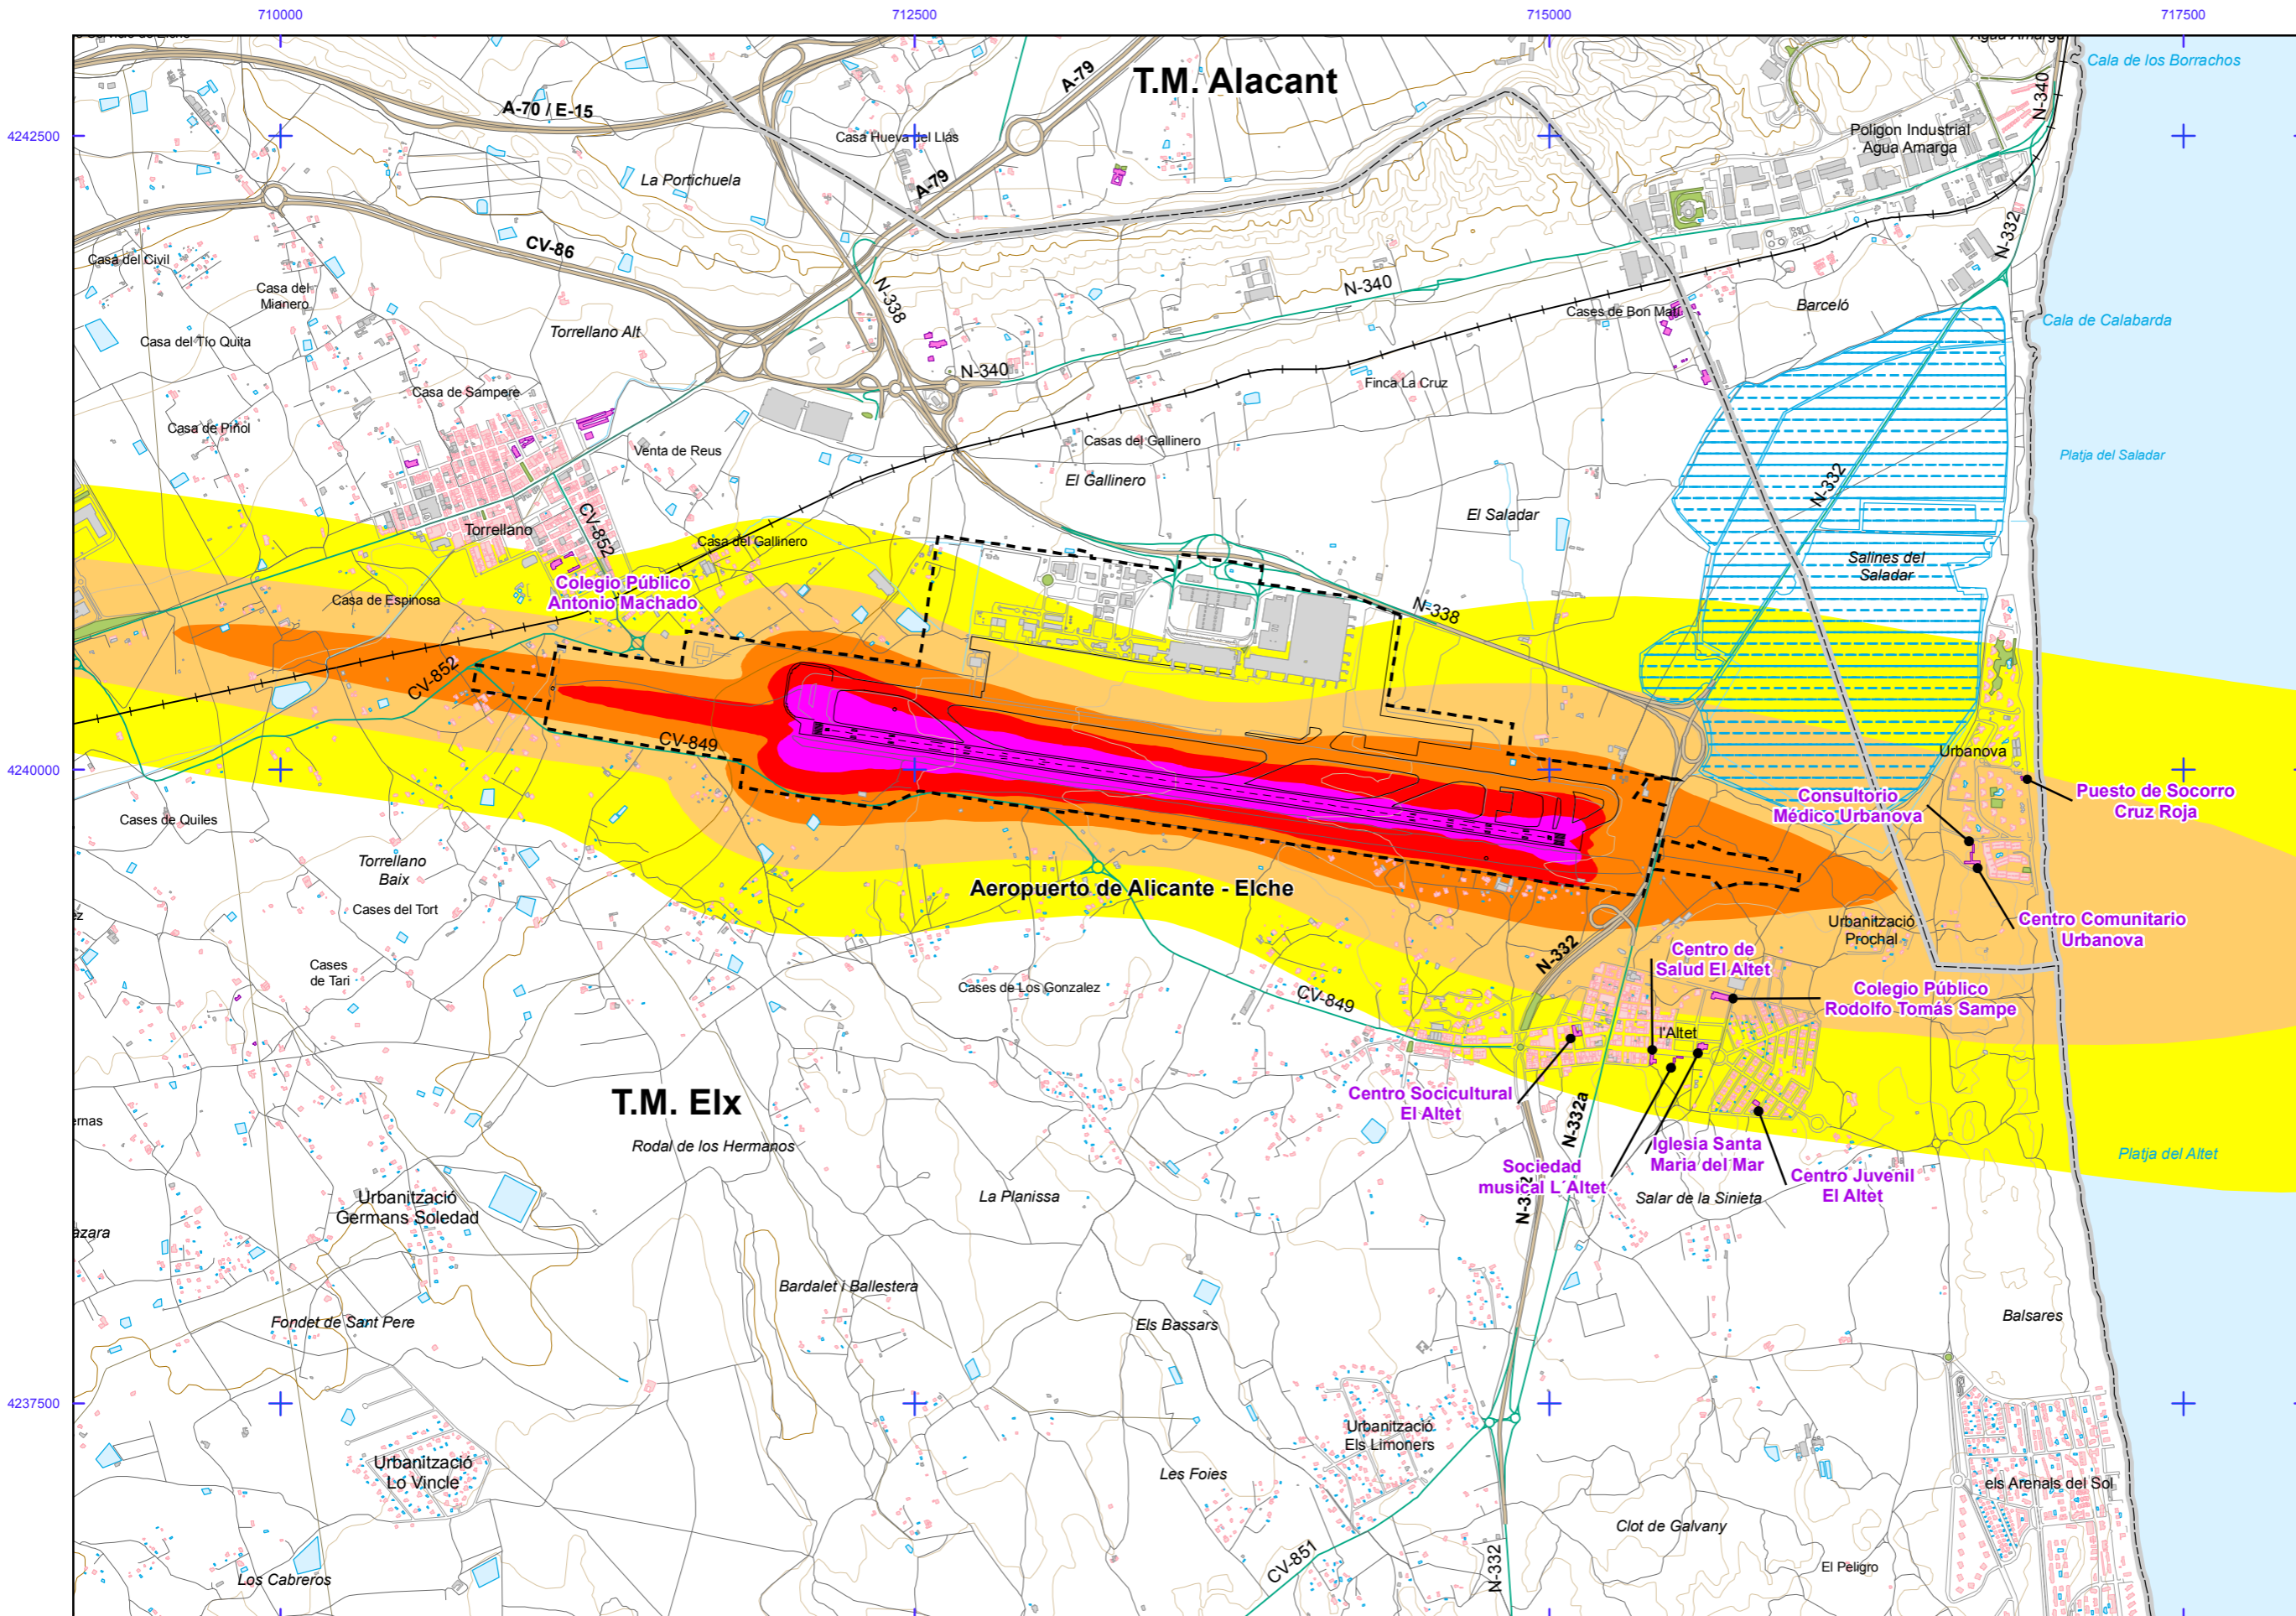 710000
712500
715000
717500
4242500
4240000
4237500
T.M. Alacant
A-79
A-70 / E-15
Casa Hueva del Llás
La Portichuela
A-79
Polígon Industrial
Agua Amarga
N-340
Cala de los Borrachos
CV-86
Casa del Civil
Casa del
Mianero
N-338
N-340
N-332
Torrellano Alt
Casa del Tío Quita
Cases de Bon Matí
Barceló
Cala de Calabarda
N-340
Casa de Sampere
Finca La Cruz
Casa de Piñol
Venta de Reus
Casas del Gallinero
El Gallinero
Platja del Saladar
N-332
El Saladar
Torrellano
CV-852
Casa del Gallinero
Salines del
Saladar
Colegio Público
Antonio Machado
Casa de Espinosa
N-338
CV-852
CV-849
Urbanova
Consultorio
Médico Urbanova
Puesto de Socorro
Cruz Roja
Cases de Quiles
Torrellano
Baix
Aeropuerto de Alicante - Elche
Cases del Tort
ez
Urbanització
Prochal
Centro Comunitario
Urbanova
Cases
de Tari
N-332
Centro de
Salud El Altet
Cases de Los Gonzalez
CV-849
Colegio Público
Rodolfo Tomás Sampe
l'Altet
T.M. Elx
Centro Socicultural
El Altet
N-332a
ernas
Rodal de los Hermanos
Iglesia Santa
Maria del Mar
Sociedad
musical L´Altet
Centro Juvenil
El Altet
Platja del Altet
Urbanització
Germans Soledad
La Planissa
Salar de la Sinieta
azara
Bardalet i Ballestera
Fondet de Sant Pere
Els Bassars
Balsares
Urbanització
Els Limoners
Urbanització
Lo Vincle
Les Foies
els Arenals del Sol
Clot de Galvany
CV-851
N-332
El Peligro
Los Cabreros